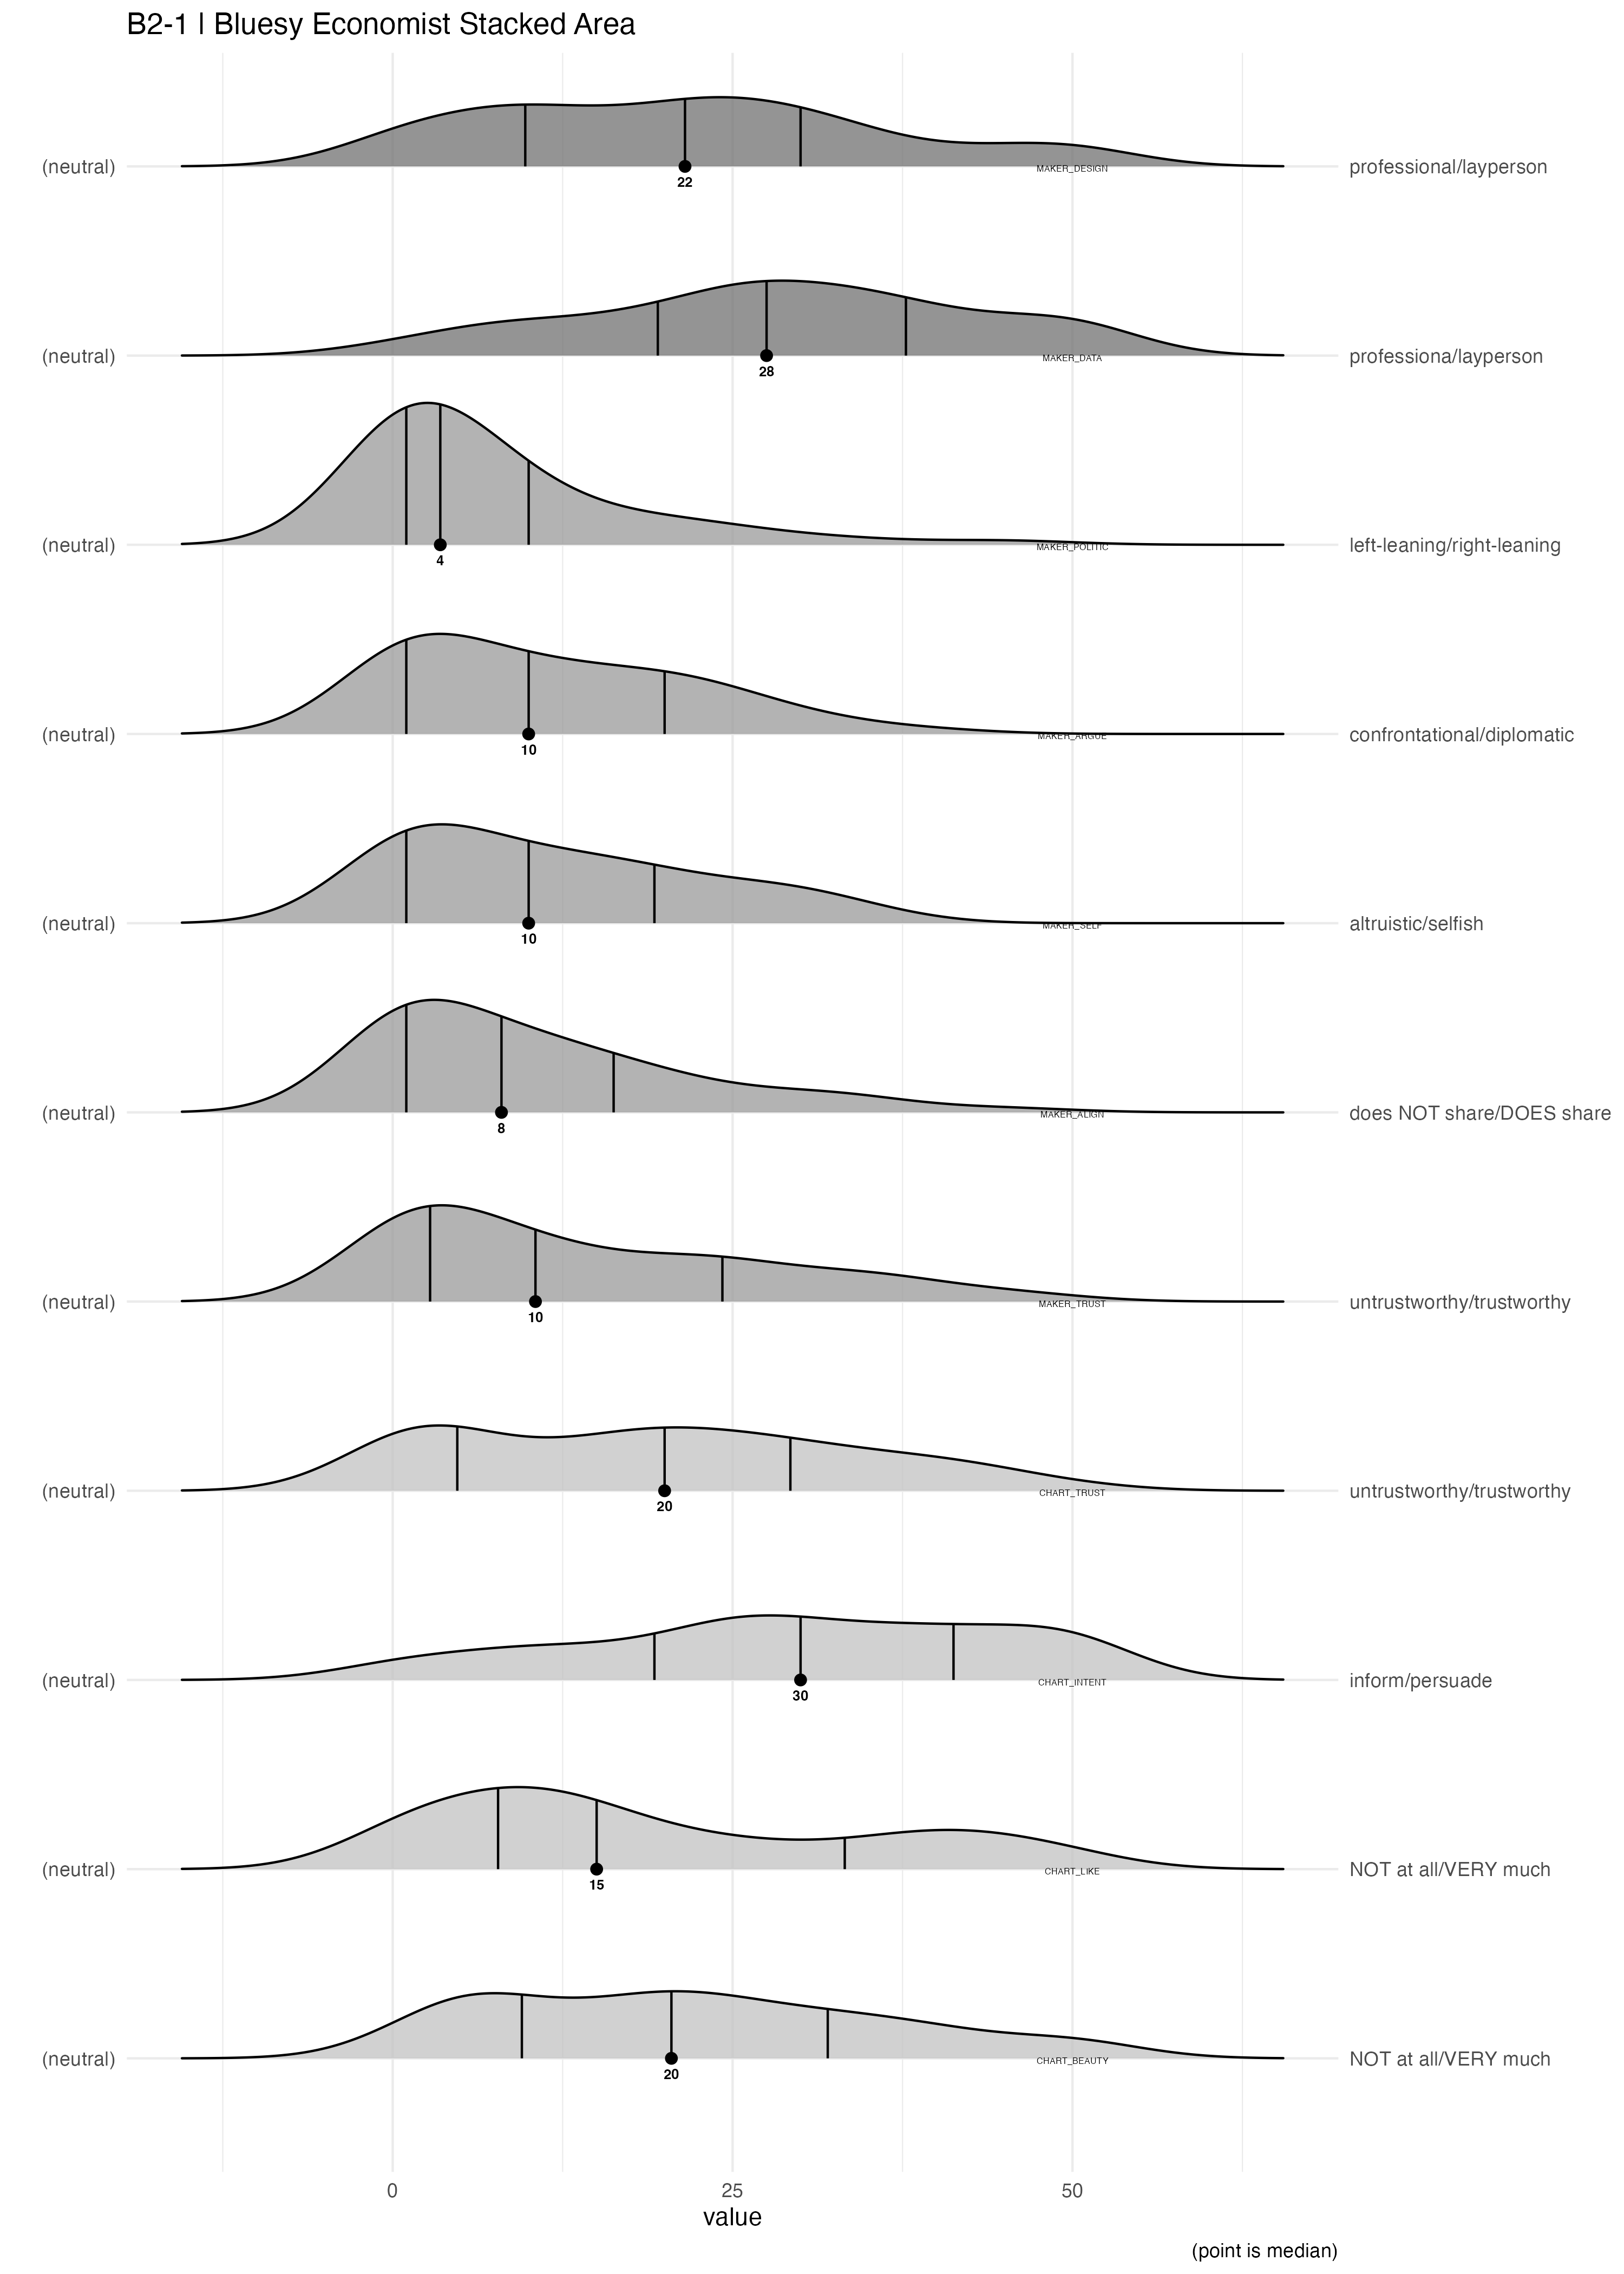 B2-1 | Bluesy Economist Stacked Area
(neutral) MAKER_DESIGN professional/layperson
22
(neutral) MAKER_DATA professiona/layperson
28
(neutral) MAKER_POLITIC left-leaning/right-leaning
4
(neutral) MAKER_ARGUE confrontational/diplomatic
10
(neutral) MAKER_SELF altruistic/selfish
10
(neutral) MAKER_ALIGN does NOT share/DOES share
8
(neutral) MAKER_TRUST untrustworthy/trustworthy
10
(neutral) CHART_TRUST untrustworthy/trustworthy
20
(neutral) CHART_INTENT inform/persuade
30
(neutral) CHART_LIKE NOT at all/VERY much
15
(neutral) CHART_BEAUTY NOT at all/VERY much
20
0 25 50
value
(point is median)